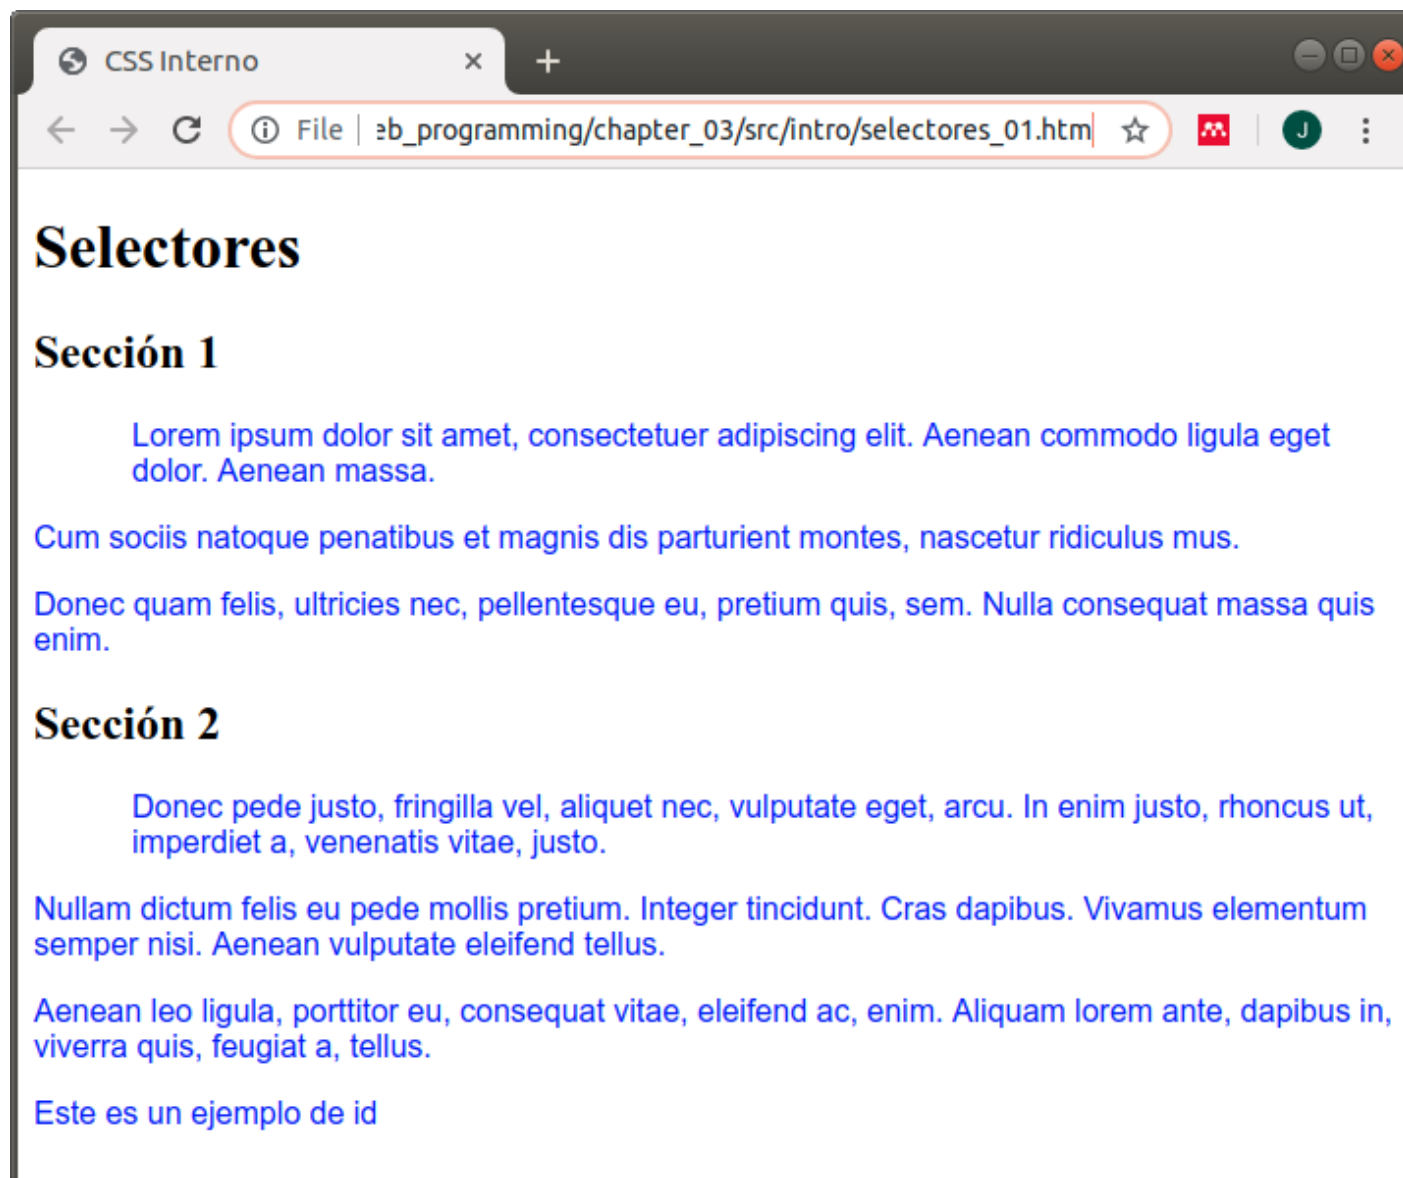 CSS Interno
File eb_programming/chapter_03/src/intro/selectores_01.htm
J
Selectores
Sección 1
Lorem ipsum dolor sit amet, consectetuer adipiscing elit. Aenean commodo ligula eget
dolor. Aenean massa.
Cum sociis natoque penatibus et magnis dis parturient montes, nascetur ridiculus mus.
Donec quam felis, ultricies nec, pellentesque eu, pretium quis, sem. Nulla consequat massa quis
enim.
Sección 2
Donec pede justo, fringilla vel, aliquet nec, vulputate eget, arcu. In enim justo, rhoncus ut,
imperdiet a, venenatis vitae, justo.
Nullam dictum felis eu pede mollis pretium. Integer tincidunt. Cras dapibus. Vivamus elementum
semper nisi. Aenean vulputate eleifend tellus.
Aenean leo ligula, porttitor eu, consequat vitae, eleifend ac, enim. Aliquam lorem ante, dapibus in,
viverra quis, feugiat a, tellus.
Este es un ejemplo de id